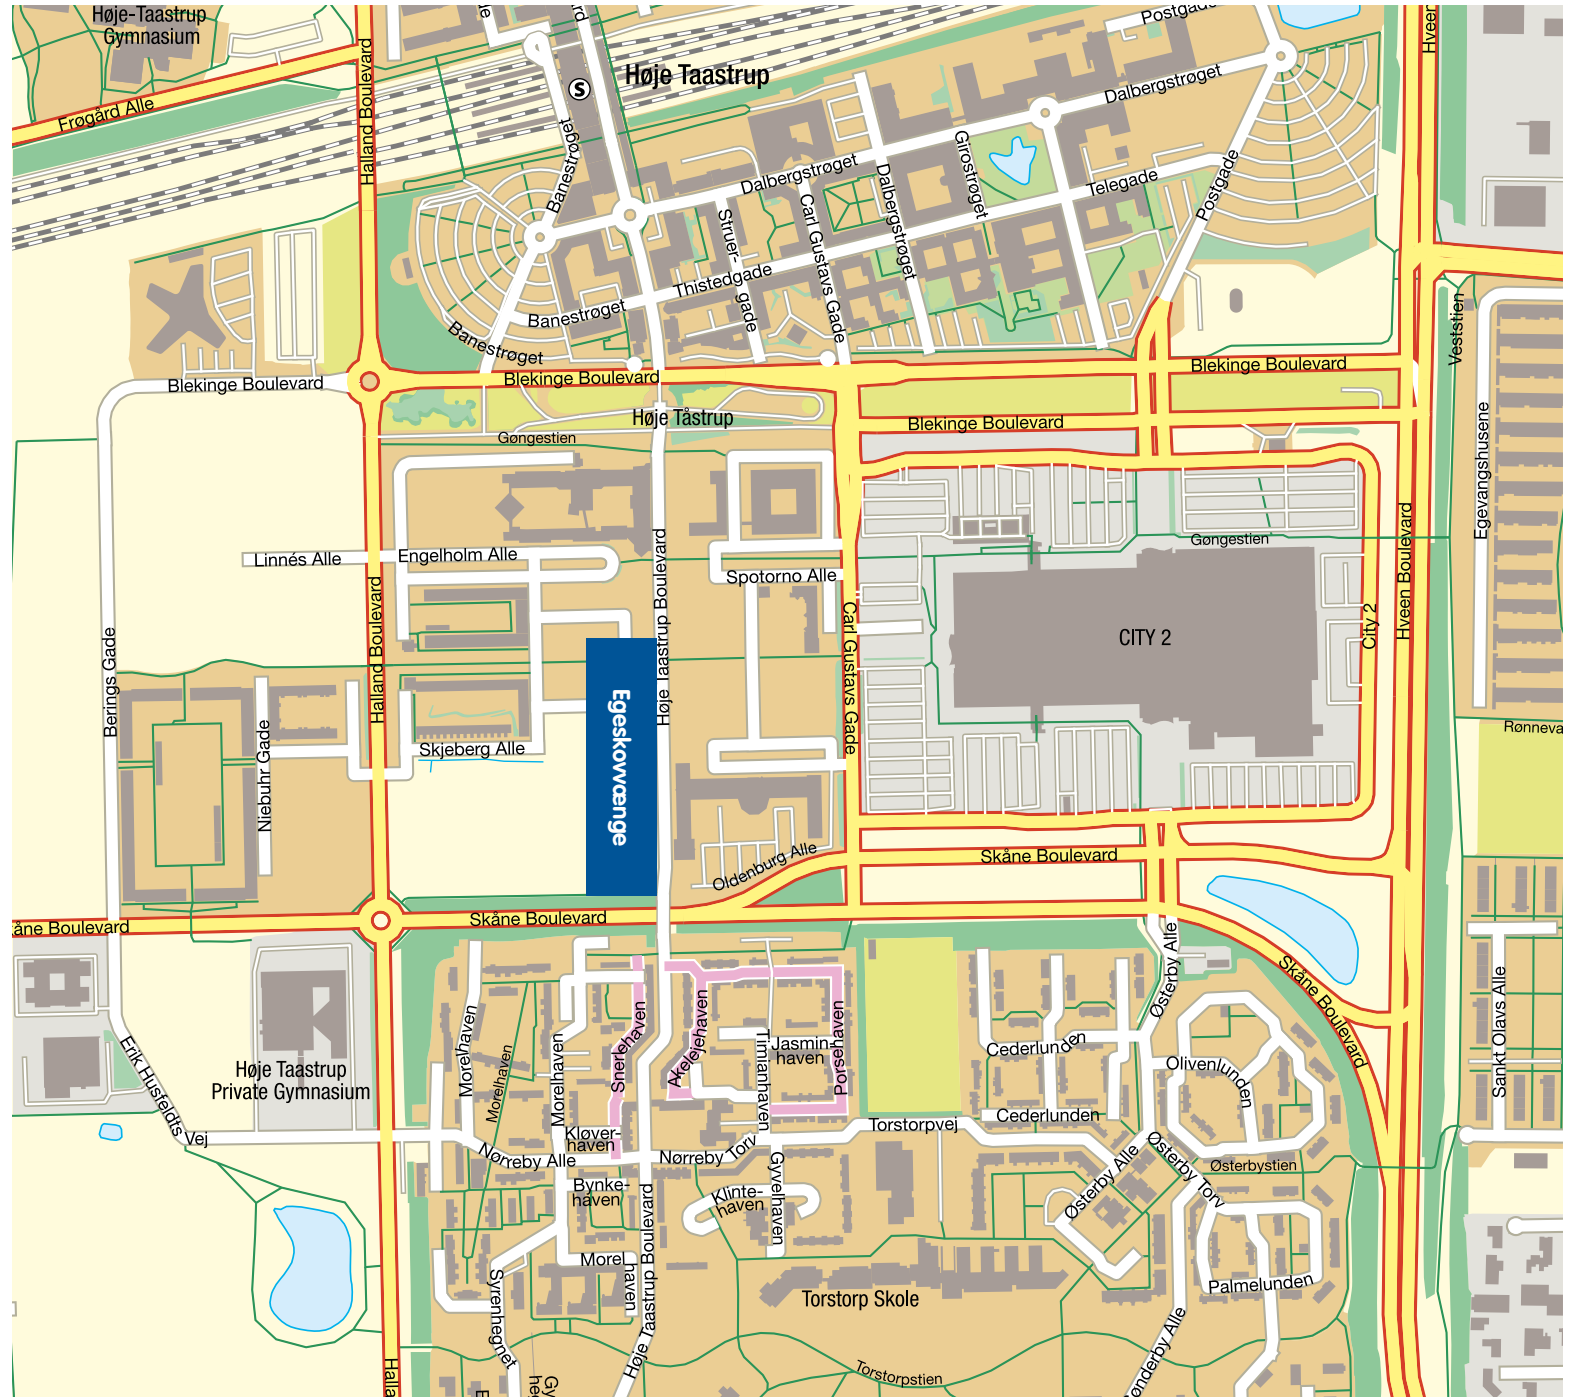 Høje-Taastrup
Gymnasium
Halland Boulevard
Frøgård Alle
S
Høje Taastrup
Postgade
Hveen
Dalbergstrøget
Banestrøget
Dalbergstrøget
Girostrøget
Telegade
Postgade
Dalbergstrøget
Carl Gustavs Gade
Struer-
gade
Thistedgade
Banestrøget
Banestrøget
Veststien
Blekinge Boulevard
Blekinge Boulevard
Blekinge Boulevard
Høje Tåstrup
Blekinge Boulevard
Gøngestien
Egevangshusene
Linnés Alle
Engelholm Alle
Høje Taastrup Boulevard
Spotorno Alle
Gøngestien
Hveen Boulevard
City 2
CITY 2
Halland Boulevard
Berings Gade
Carl Gustavs Gade
Egeskovvænge
Niebuhr Gade
Skjeberg Alle
Rønneva
Oldenburg Alle
Skåne Boulevard
Skåne Boulevard
åne Boulevard
Østerby Alle
Skåne Boulevard
Sankt Olavs Alle
Erik Husfeldts
Vej
Høje Taastrup
Private Gymnasium
Morelhaven
Morelhaven
Morelhaven
Snerlehaven
Akelejehaven
Timianhaven
Jasmin-
haven
Porsehaven
Cederlunden
Olivenlunden
Cederlunden
Torstorpvej
Kløver-
haven
Nørreby Alle
Nørreby Torv
Østerby Torv
Østerbystien
Østerby Alle
Bynke-
haven
Klinte-
haven
Gyvelhaven
Morel
haven
Høje Taastrup Boulevard
Syrenhegnet
Torstorp Skole
Palmelunden
Torstorpstien
ønderby Alle
Halla
Gy
he